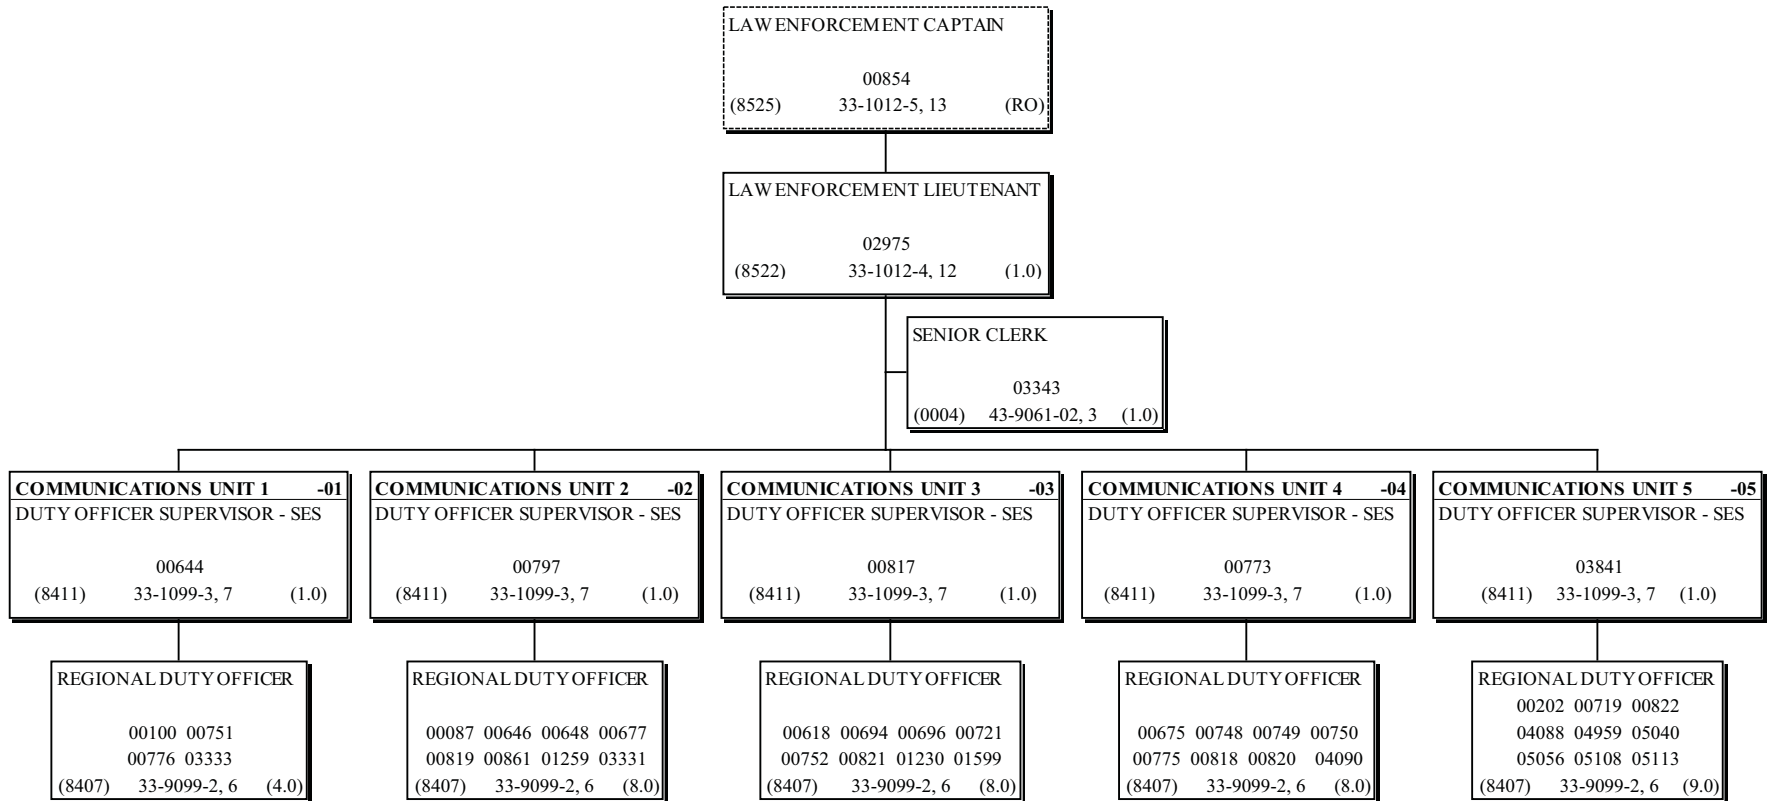 LAW ENFORCEMENT CAPTAIN
00854
(8525) 33-1012-5, 13 (RO)
LAW ENFORCEMENT LIEUTENANT
02975
(8522) 33-1012-4, 12 (1.0)
SENIOR CLERK
03343
(0004) 43-9061-02, 3 (1.0)
COMMUNICATIONS UNIT 1 -01
DUTY OFFICER SUPERVISOR - SES
00644
(8411) 33-1099-3, 7 (1.0)
COMMUNICATIONS UNIT 2 -02
DUTY OFFICER SUPERVISOR - SES
00797
(8411) 33-1099-3, 7 (1.0)
COMMUNICATIONS UNIT 3 -03
DUTY OFFICER SUPERVISOR - SES
00817
(8411) 33-1099-3, 7 (1.0)
COMMUNICATIONS UNIT 4 -04
DUTY OFFICER SUPERVISOR - SES
00773
(8411) 33-1099-3, 7 (1.0)
COMMUNICATIONS UNIT 5 -05
DUTY OFFICER SUPERVISOR - SES
03841
(8411) 33-1099-3, 7 (1.0)
REGIONAL DUTY OFFICER
00100 00751
00776 03333
(8407) 33-9099-2, 6 (4.0)
REGIONAL DUTY OFFICER
00087 00646 00648 00677
00819 00861 01259 03331
(8407) 33-9099-2, 6 (8.0)
REGIONAL DUTY OFFICER
00618 00694 00696 00721
00752 00821 01230 01599
(8407) 33-9099-2, 6 (8.0)
REGIONAL DUTY OFFICER
00675 00748 00749 00750
00775 00818 00820 04090
(8407) 33-9099-2, 6 (8.0)
REGIONAL DUTY OFFICER
00202 00719 00822
04088 04959 05040
05056 05108 05113
(8407) 33-9099-2, 6 (9.0)